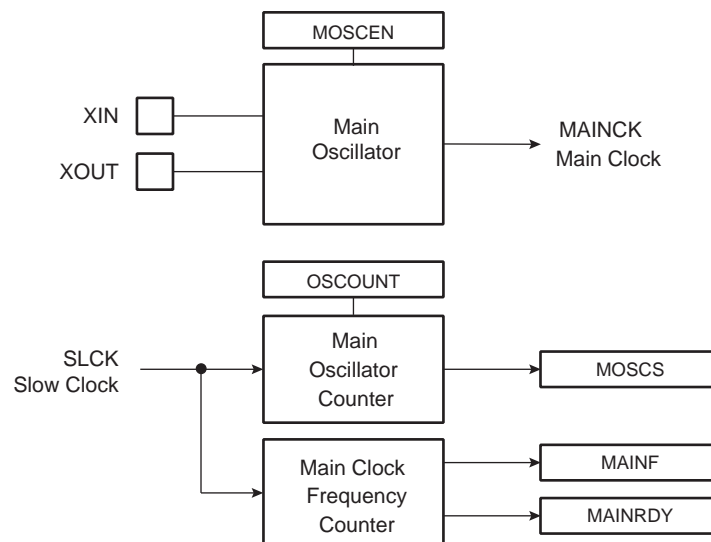 MOSCEN
XIN
XOUT
Main
Oscillator
MAINCK
Main Clock
OSCOUNT
SLCK
Slow Clock
Main
Oscillator
Counter
MOSCS
Main Clock
Frequency
Counter
MAINF
MAINRDY